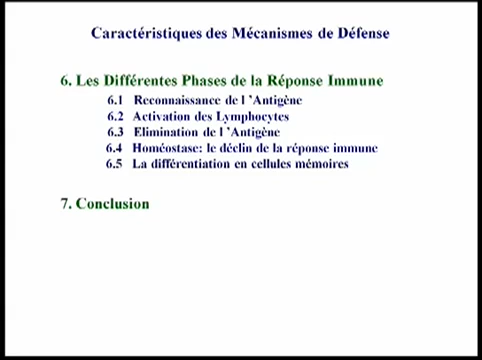 Caractéristiques des Mécanismes de Défense
6. Les Différentes Phases de la Réponse Immune
6.1 Reconnaissance de l 'Antigène
6.2 Activation des Lymphocytes
6.3 Elimination de l 'Antigène
6.4 Homéostase: le déclin de la réponse immune
6.5 La différentiation en cellules mémoires
7. Conclusion